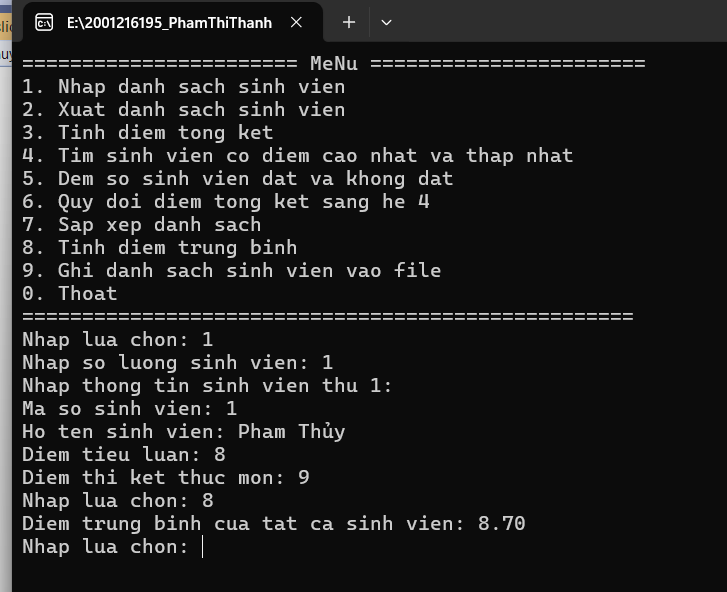 E:\2001216195_PhamThiThanh
======================= MeNu =======================
1. Nhap danh sach sinh vien
2. Xuat danh sach sinh vien
3. Tinh diem tong ket
4. Tim sinh vien co diem cao nhat va thap nhat
5. Dem so sinh vien dat va khong dat
6. Quy doi diem tong ket sang he 4
7. Sap xep danh sach
8. Tinh diem trung binh
9. Ghi danh sach sinh vien vao file
0. Thoat
===================================================
Nhap lua chon: 1
Nhap so luong sinh vien: 1
Nhap thong tin sinh vien thu 1:
Ma so sinh vien: 1
Ho ten sinh vien: Pham Thủy
Diem tieu luan: 8
Diem thi ket thuc mon: 9
Nhap lua chon: 8
Diem trung binh cua tat ca sinh vien: 8.70
Nhap lua chon: